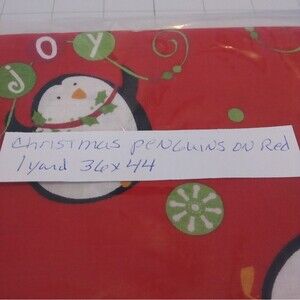 JOY
j
Christmas PENGUINS ON Red
1 yard 36x44